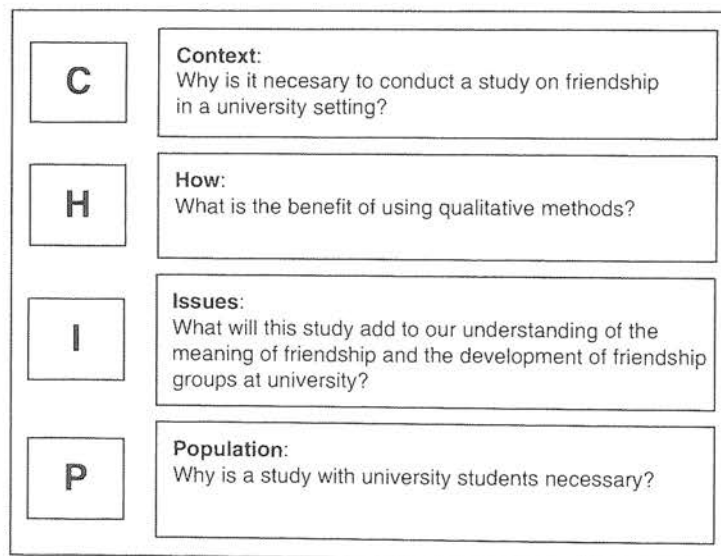 C
Context:
Why is it necesary to conduct a study on friendship
in a university setting?
H
How:
What is the benefit of using qualitative methods?
I
Issues:
What will this study add to our understanding of the
meaning of friendship and the development of friendship
groups at university?
P
Population:
Why is a study with university students necessary?